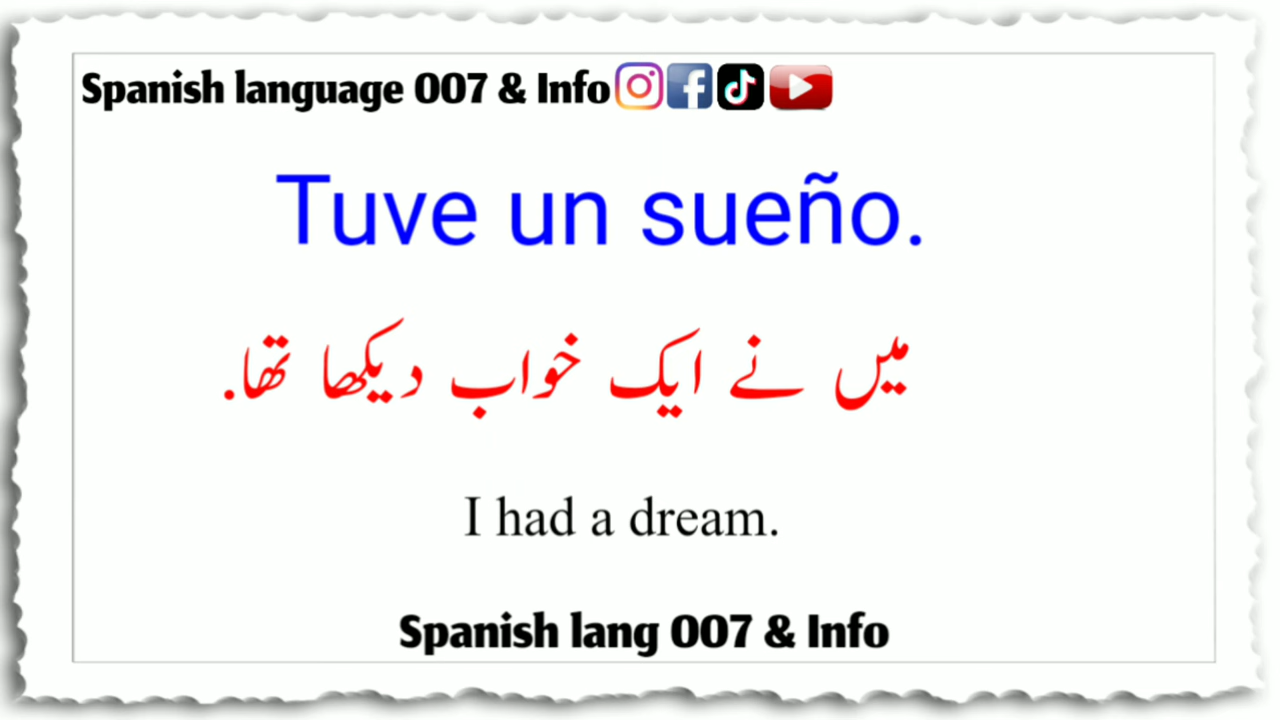 Spanish language 007 & Info
Tuve un sueño.
میں نے ایک خواب دیکھا تھا.
I had a dream.
Spanish lang 007 & Info